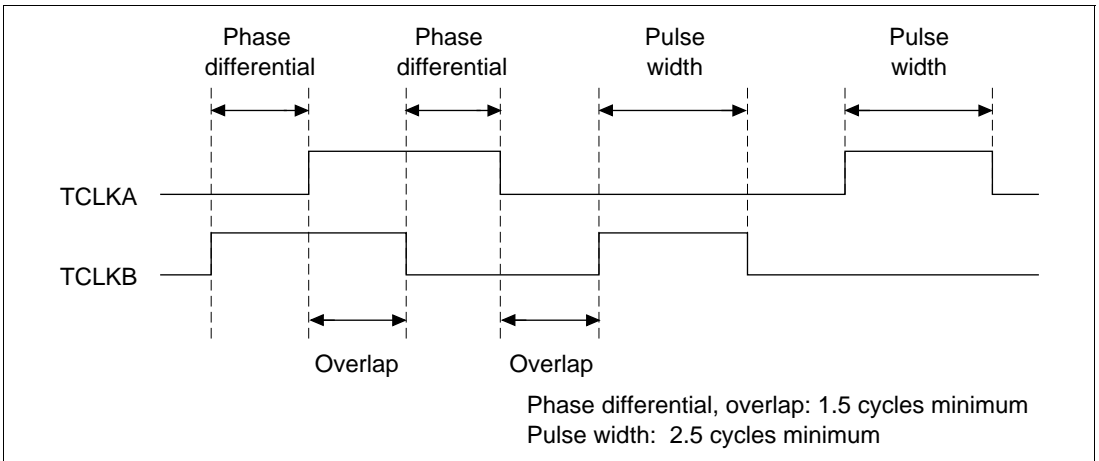 Phase
differential
Phase
differential
Pulse
width
Pulse
width
TCLKA
TCLKB
Overlap
Overlap
Phase differential, overlap: 1.5 cycles minimum
Pulse width: 2.5 cycles minimum